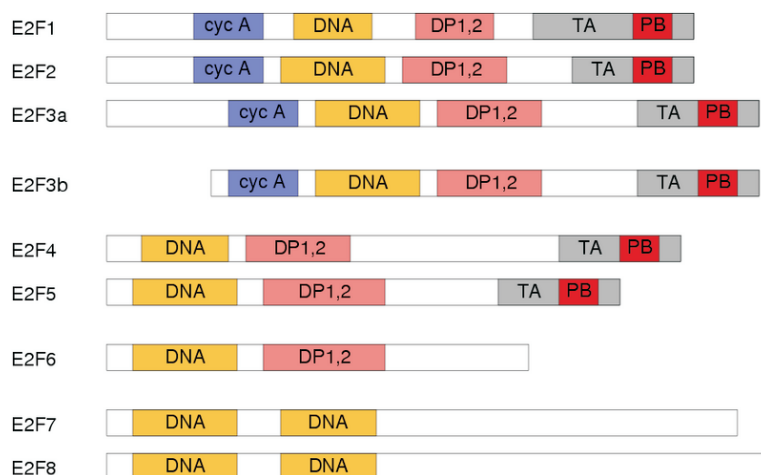 E2F1 cyc A DNA DP1,2 TA PB
E2F2 cyc A DNA DP1,2 TA PB
E2F3a cyc A DNA DP1,2 TA PB
E2F3b cyc A DNA DP1,2 TA PB
E2F4 DNA DP1,2 TA PB
E2F5 DNA DP1,2 TA PB
E2F6 DNA DP1,2
E2F7 DNA DNA
E2F8 DNA DNA